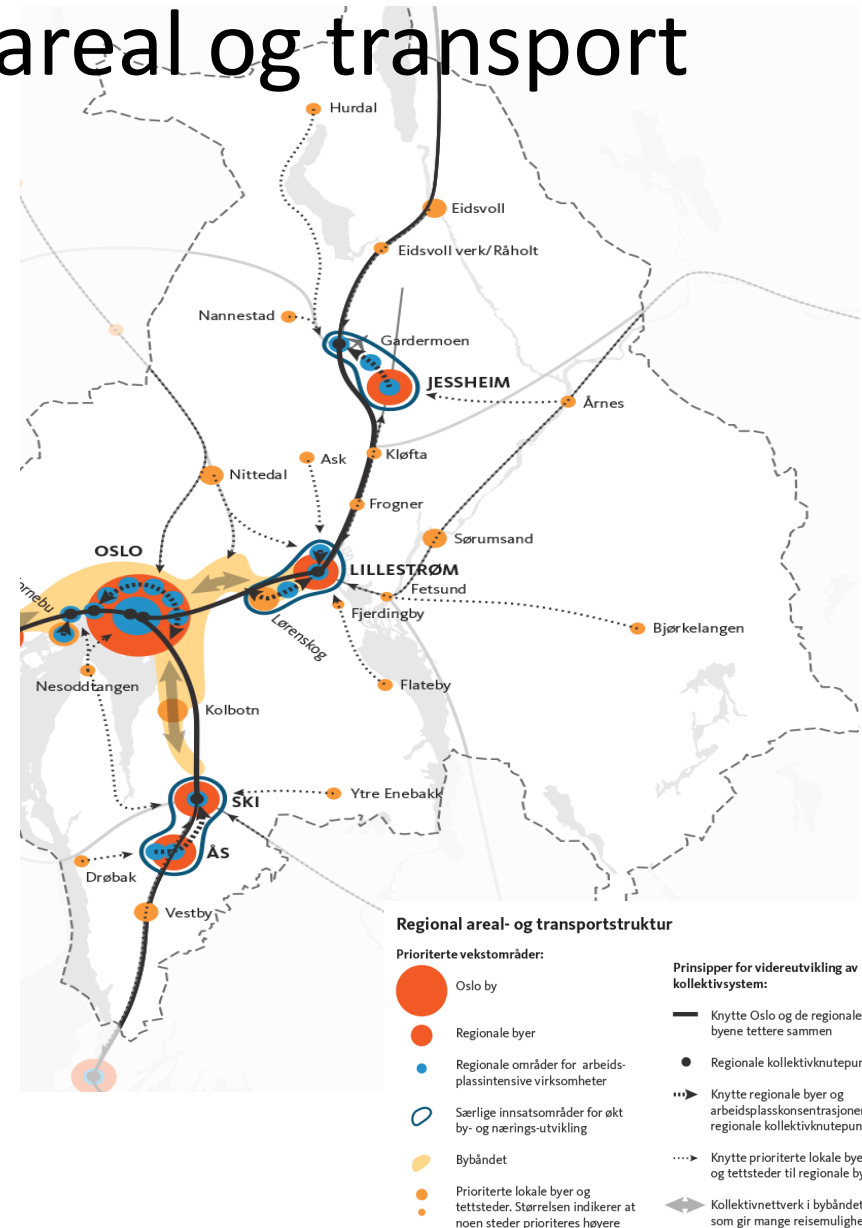 areal og transport
Hurdal
Eidsvoll
Eidsvoll verk/Råholt
Nannestad
Gardermoen
JESSHEIM
Årnes
Kløfta
Ask
Nittedal
Frogner
Sørumsand
OSLO
LILLESTRØM
Fetsund
Fjerdingby
Lørenskog
Bjørkelangen
Nesoddtangen
Flateby
Kolbotn
Ytre Enebakk
SKI
ÅS
Drøbak
Vestby
Regional areal- og transportstruktur
Prioriterte vekstområder:
Oslo by
Regionale byer
Regionale områder for arbeids-
plassintensive virksomheter
Særlige innsatsområder for økt
by- og nærings-utvikling
Bybåndet
Prioriterte lokale byer og
tettsteder. Størrelsen indikerer at
noen steder prioriteres høyere
Prinsipper for videreutvikling av
kollektivsystem:
Knytte Oslo og de regionale
byene tettere sammen
Regionale kollektivknutepun
Knytte regionale byer og
arbeidsplasskonsentrasjone
regionale kollektivknutepun
Knytte prioriterte lokale bye
og tettsteder til regionale by
Kollektivnettverk i bybåndet
som gir mange reisemulighe